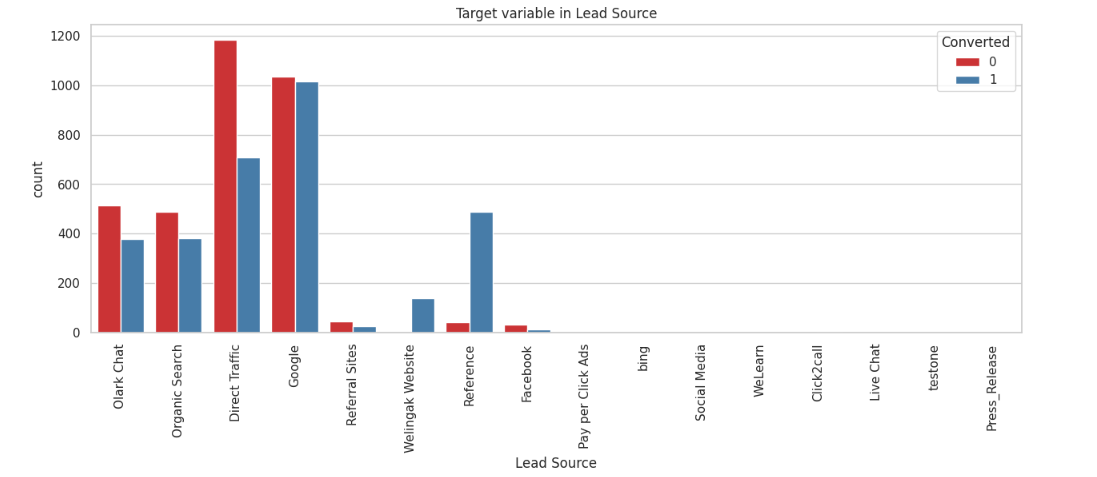 Target variable in Lead Source
Converted
0
1
1200
1000
800
600
400
200
0
count
Olark Chat
Organic Search
Direct Traffic
Google
Referral Sites
Welingak Website
Reference
Facebook
Pay per Click Ads
bing
Social Media
WeLearn
Click2call
Live Chat
testone
Press_Release
Lead Source